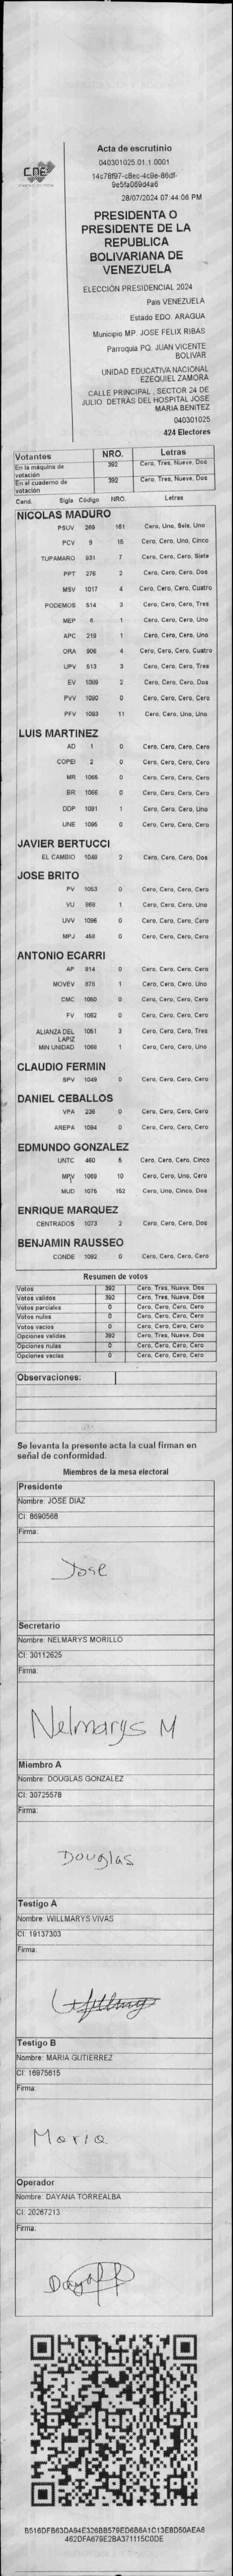 Acta de escrutinio
040301025.01.1.0001
14c78f97-c8ec-4c9e-86df-
9e5fa069d4a6
28/07/2024 07:44:06 PM
CNE
PRESIDENTA O
PRESIDENTE DE LA
REPUBLICA
BOLIVARIANA DE
VENEZUELA
ELECCIÓN PRESIDENCIAL 2024
Pais VENEZUELA
Estado EDO. ARAGUA
Municipio MP. JOSE FELIX RIBAS
Parroquia PQ. JUAN VICENTE
BOLIVAR
UNIDAD EDUCATIVA NACIONAL
EZEQUIEL ZAMORA
CALLE PRINCIPAL , SECTOR 24 DE
JULIO DETRÁS DEL HOSPITAL JOSE
MARIA BENITEZ
040301025
424 Electores
Votantes NRO. Letras
En la máquina de votación 392 Cero, Tres, Nueve, Dos
En el cuaderno de votación 392 Cero, Tres, Nueve, Dos
Cand. Sigla Código NRO. Letras
NICOLAS MADURO
PSUV 269 161 Cero, Uno, Seis, Uno
PCV 9 15 Cero, Cero, Uno, Cinco
TUPAMARO 931 7 Cero, Cero, Cero, Siete
PPT 276 2 Cero, Cero, Cero, Dos
MSV 1017 4 Cero, Cero, Cero, Cuatro
PODEMOS 514 3 Cero, Cero, Cero, Tres
MEP 6 1 Cero, Cero, Cero, Uno
APC 219 1 Cero, Cero, Cero, Uno
ORA 906 4 Cero, Cero, Cero, Cuatro
UPV 513 3 Cero, Cero, Cero, Tres
EV 1089 2 Cero, Cero, Cero, Dos
PVV 1090 0 Cero, Cero, Cero, Cero
PFV 1093 11 Cero, Cero, Uno, Uno
LUIS MARTINEZ
AD 1 0 Cero, Cero, Cero, Cero
COPEI 2 0 Cero, Cero, Cero, Cero
MR 1066 0 Cero, Cero, Cero, Cero
BR 0 Cero, Cero, Cero, Cero
DDP 1091 1 Cero, Cero, Cero, Uno
UNE 1095 0 Cero, Cero, Cero, Cero
JAVIER BERTUCCI
EL CAMBIO 1048 2 Cero, Cero, Cero, Dos
JOSE BRITO
PV 1053 0 Cero, Cero, Cero, Cero
VU 968 1 Cero, Cero, Cero, Uno
UVV 1096 0 Cero, Cero, Cero, Cero
MPJ 458 0 Cero, Cero, Cero, Cero
ANTONIO ECARRI
AP 814 0 Cero, Cero, Cero, Cero
MOVEV 878 1 Cero, Cero, Cero, Uno
CMC 1050 0 Cero, Cero, Cero, Cero
FV 1052 0 Cero, Cero, Cero, Cero
ALIANZA DEL LAPIZ 1051 3 Cero, Cero, Cero, Tres
MIN UNIDAD 1068 1 Cero, Cero, Cero, Uno
CLAUDIO FERMIN
SPV 1049 0 Cero, Cero, Cero, Cero
DANIEL CEBALLOS
VPA 236 0 Cero, Cero, Cero, Cero
AREPA 1094 0 Cero, Cero, Cero, Cero
EDMUNDO GONZALEZ
UNTC 460 5 Cero, Cero, Cero, Cinco
MPV 1069 10 Cero, Cero, Uno, Cero
MUD 1075 152 Cero, Uno, Cinco, Dos
ENRIQUE MARQUEZ
CENTRADOS 1073 2 Cero, Cero, Cero, Dos
BENJAMIN RAUSSEO
CONDE 1092 0 Cero, Cero, Cero, Cero
Resumen de votos
Votos 392 Cero, Tres, Nueve, Dos
Votos válidos 392 Cero, Tres, Nueve, Dos
Votos parciales 0 Cero, Cero, Cero, Cero
Votos nulos 0 Cero, Cero, Cero, Cero
Votos vacíos 0 Cero, Cero, Cero, Cero
Opciones válidas 392 Cero, Tres, Nueve, Dos
Opciones nulas 0 Cero, Cero, Cero, Cero
Opciones vacías 0 Cero, Cero, Cero, Cero
Observaciones:
Se levanta la presente acta la cual firman en
señal de conformidad.
Miembros de la mesa electoral
Presidente
Nombre: JOSE DIAZ
CI: 8690568
Firma:
Jose
Secretario
Nombre: NELMARYS MORILLO
CI: 30112625
Firma:
Nelmarys M
Miembro A
Nombre: DOUGLAS GONZALEZ
CI: 30725578
Firma:
Douglas
Testigo A
Nombre: WILLMARYS VIVAS
CI: 19137303
Firma:
Testigo B
Nombre: MARIA GUTIERREZ
CI: 16975615
Firma:
Maria
Operador
Nombre: DAYANA TORREALBA
CI: 20267213
Firma:
B516DFB63DA94E326BB579ED6B6A1C13E8D50AEA6
462DFA679E2BA371115C0DE